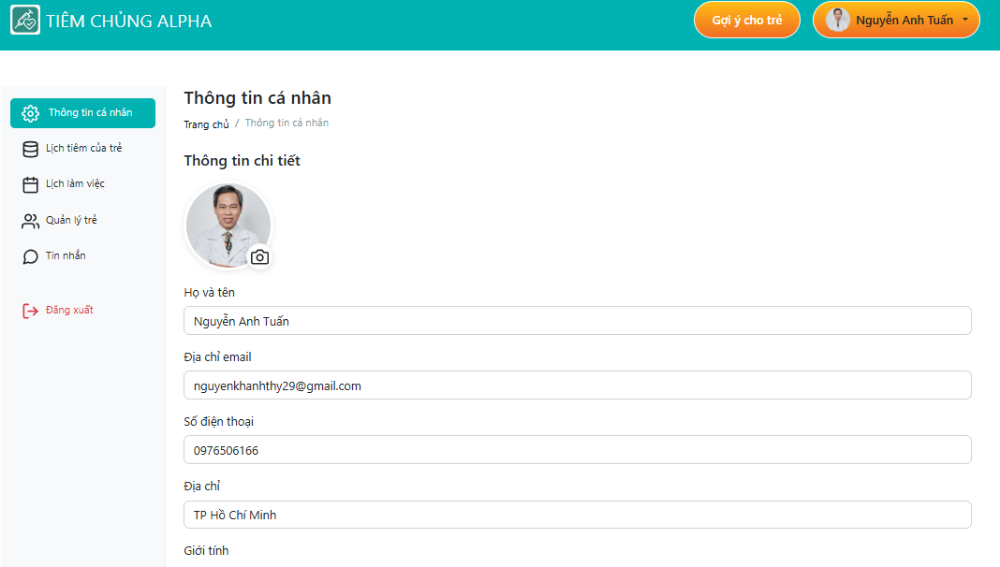 TIÊM CHỦNG ALPHA
Gợi ý cho trẻ
Nguyễn Anh Tuấn
Thông tin cá nhân
Lịch tiêm của trẻ
Lịch làm việc
Quản lý trẻ
Tin nhắn
Đăng xuất
Thông tin cá nhân
Trang chủ / Thông tin cá nhân
Thông tin chi tiết
Họ và tên
Nguyễn Anh Tuấn
Địa chỉ email
nguyenkhanhthy29@gmail.com
Số điện thoại
0976506166
Địa chỉ
TP Hồ Chí Minh
Giới tính